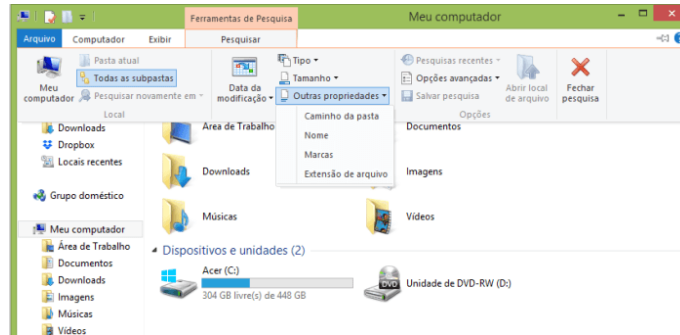 Ferramentas de Pesquisa
Meu computador
Arquivo
Computador
Exibir
Pesquisar
Meu computador
Pasta atual
Todas as subpastas
Pesquisar novamente em
Local
Data da modificação
Tipo
Tamanho
Outras propriedades
Caminho da pasta
Nome
Marcas
Extensão de arquivo
Pesquisas recentes
Opções avançadas
Salvar pesquisa
Abrir local de arquivo
Opções
Fechar pesquisa
Downloads
Dropbox
Locais recentes
Grupo doméstico
Meu computador
Área de Trabalho
Documentos
Downloads
Imagens
Músicas
Vídeos
Área de Trabalho
Documentos
Downloads
Imagens
Músicas
Vídeos
Dispositivos e unidades (2)
Acer (C:)
304 GB livre(s) de 448 GB
DVD
Unidade de DVD-RW (D:)